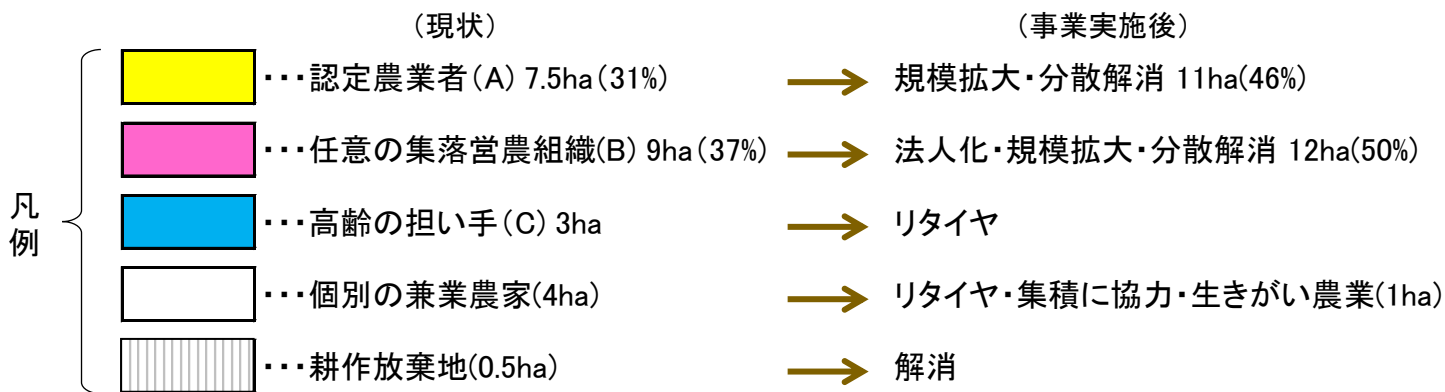 （現状） （事業実施後）
・・・認定農業者（A） 7.5ha（31%） 規模拡大・分散解消 11ha(46%)
・・・任意の集落営農組織(B) 9ha（37%） 法人化・規模拡大・分散解消 12ha(50%)
凡例
・・・高齢の担い手（C） 3ha リタイヤ
・・・個別の兼業農家(4ha) リタイヤ・集積に協力・生きがい農業(1ha)
・・・耕作放棄地(0.5ha) 解消